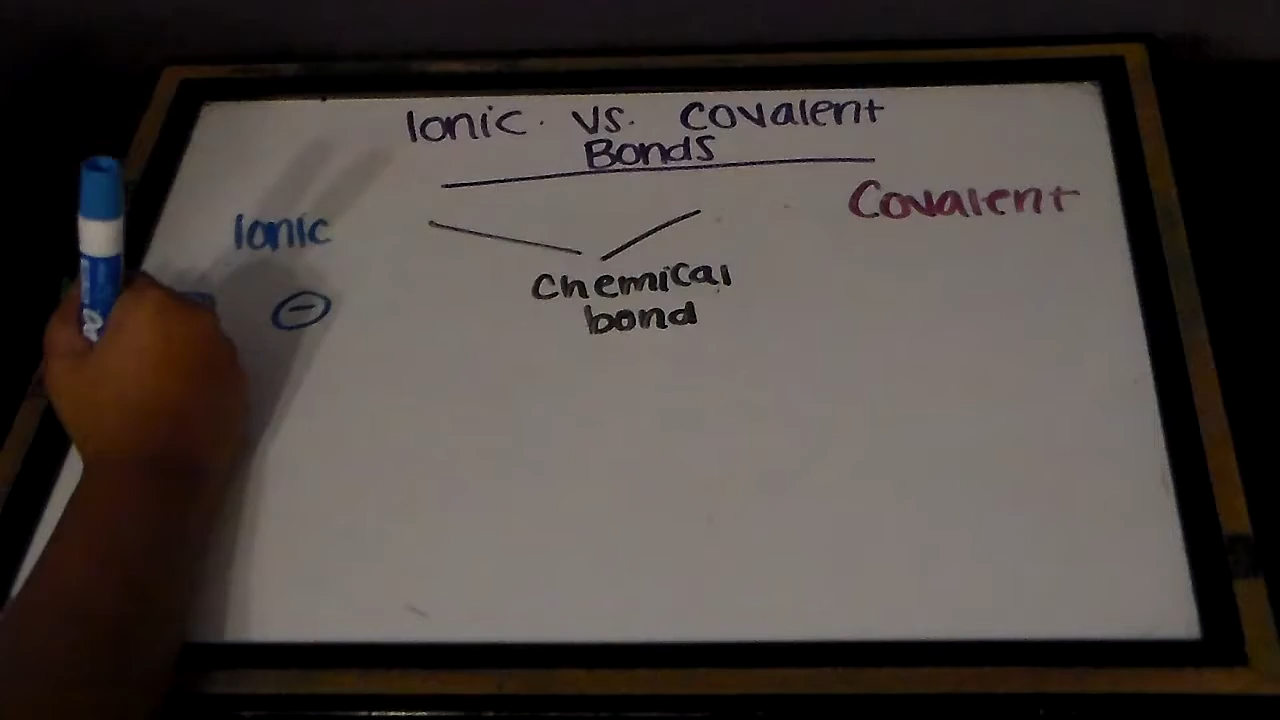 Ionic. vs. Covalent
Bonds
Covalent
Ionic
Chemical
bond
−